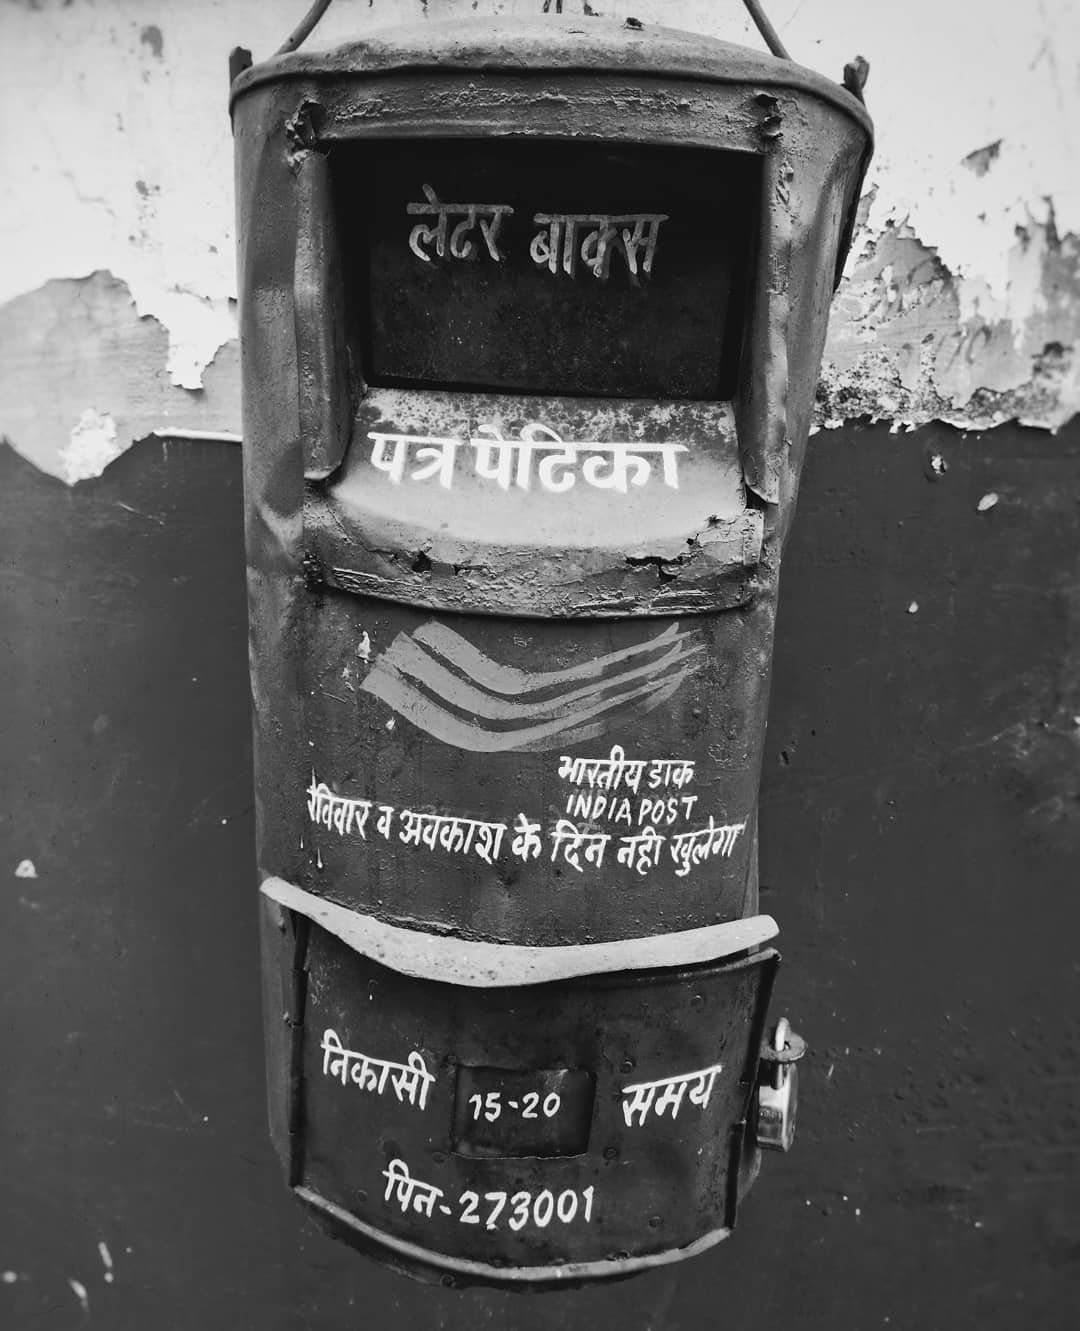 लेटर बाक्स
पत्र पेटिका
भारतीय डाक
INDIA POST
रविवार व अवकाश के दिन नही खुलेगा
निकासी 15-20 समय
पिन-273001